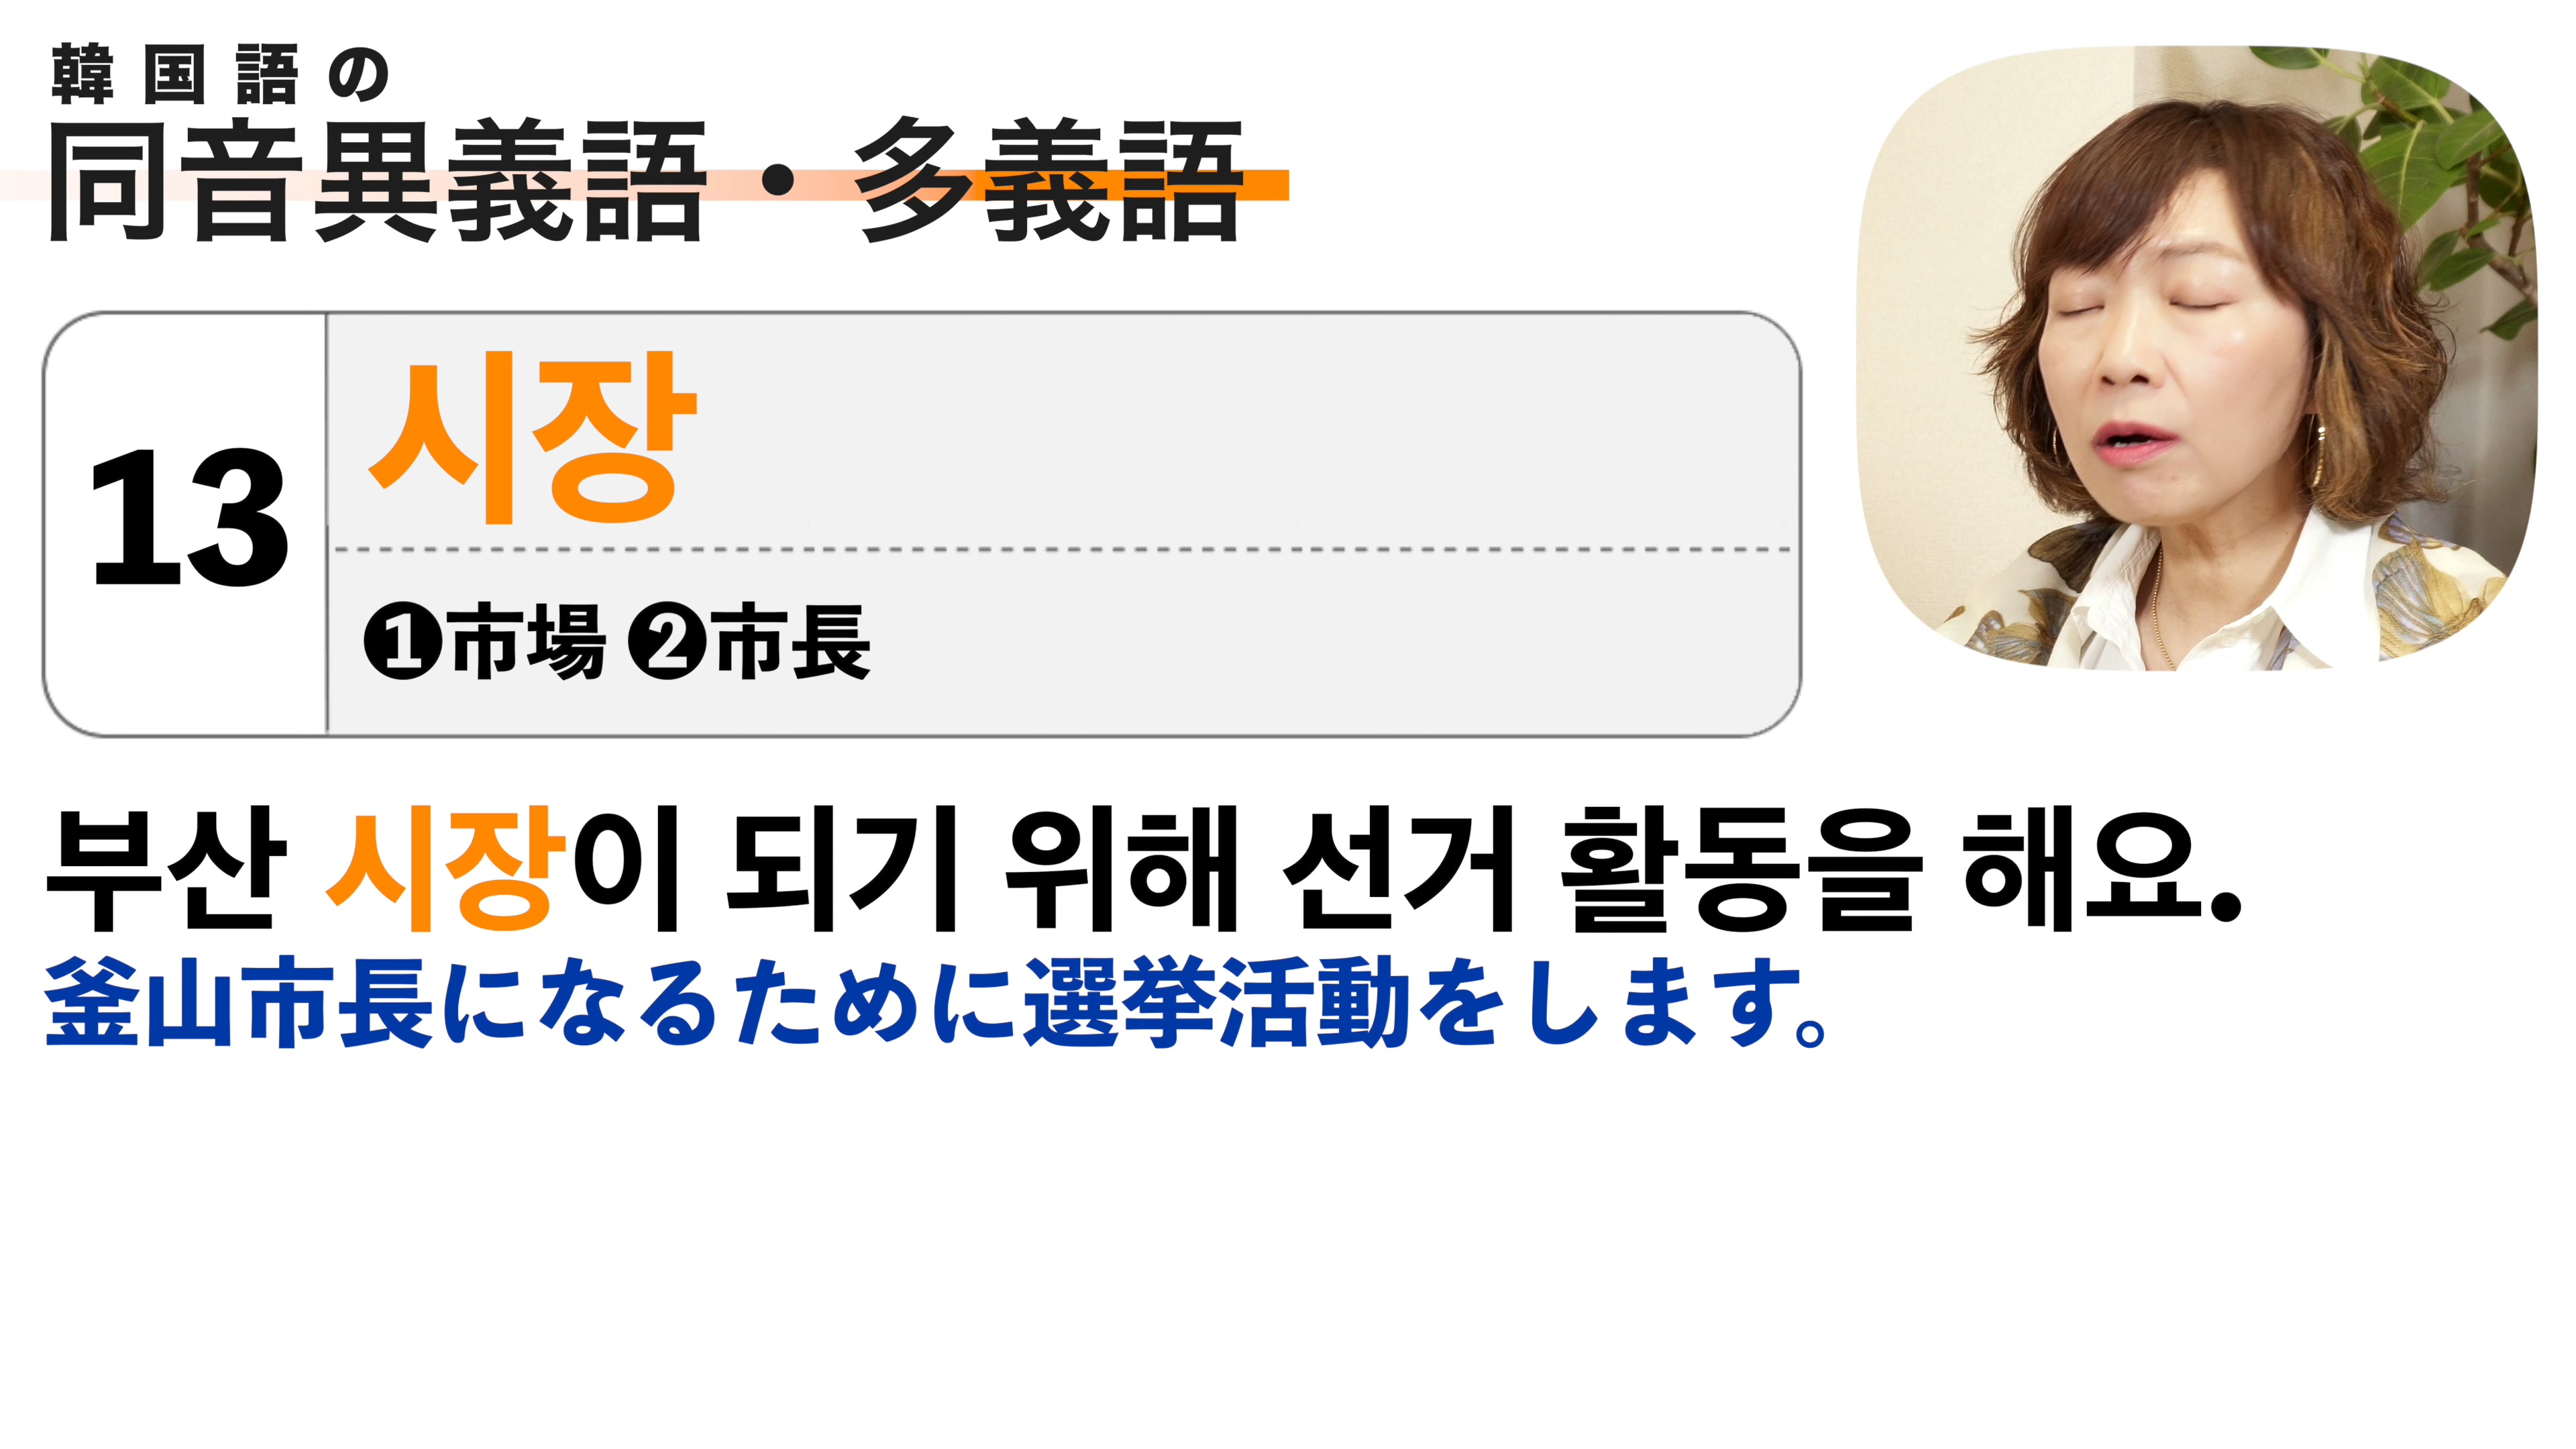 韓国語の
同音異義語・多義語
13
시장
❶市場 ❷市長
부산 시장이 되기 위해 선거 활동을 해요.
釜山市長になるために選挙活動をします。